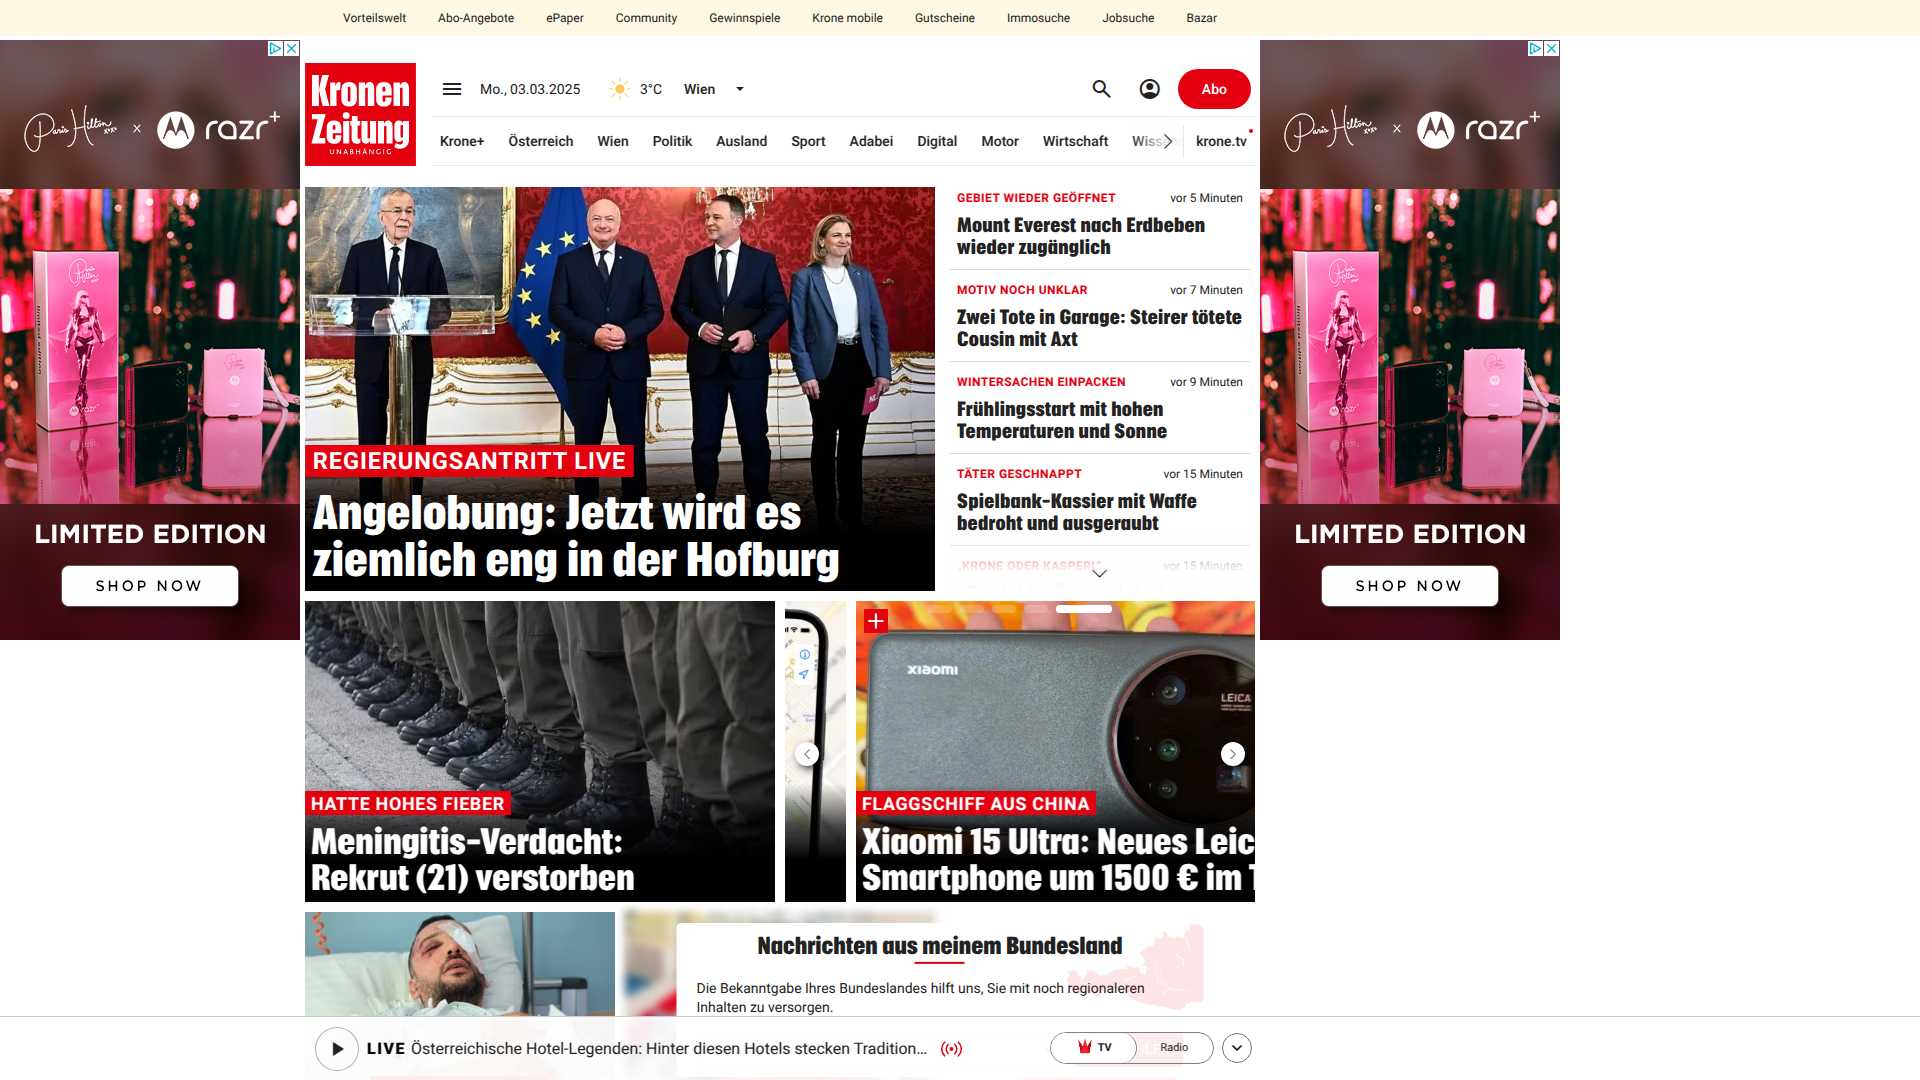 Vorteilswelt Abo-Angebote ePaper Community Gewinnspiele Krone mobile Gutscheine Immosuche Jobsuche Bazar
Kronen
Zeitung
UNABHÄNGIG
Mo., 03.03.2025 3°C Wien Abo
Krone+ Österreich Wien Politik Ausland Sport Adabei Digital Motor Wirtschaft krone.tv
Paris Hilton x razr+
LIMITED EDITION
SHOP NOW
REGIERUNGSANTRITT LIVE
Angelobung: Jetzt wird es
ziemlich eng in der Hofburg
GEBIET WIEDER GEÖFFNET vor 5 Minuten
Mount Everest nach Erdbeben
wieder zugänglich
MOTIV NOCH UNKLAR vor 7 Minuten
Zwei Tote in Garage: Steirer tötete
Cousin mit Axt
WINTERSACHEN EINPACKEN vor 9 Minuten
Frühlingsstart mit hohen
Temperaturen und Sonne
TÄTER GESCHNAPPT vor 15 Minuten
Spielbank-Kassier mit Waffe
bedroht und ausgeraubt
„KRONE ODER KASPERL“ vor 15 Minuten
Paris Hilton x razr+
LIMITED EDITION
SHOP NOW
HATTE HOHES FIEBER
Meningitis-Verdacht:
Rekrut (21) verstorben
xiaomi
LEICA
FLAGGSCHIFF AUS CHINA
Xiaomi 15 Ultra: Neues Leic
Smartphone um 1500 € im T
Nachrichten aus meinem Bundesland
Die Bekanntgabe Ihres Bundeslandes hilft uns, Sie mit noch regionaleren
Inhalten zu versorgen.
LIVE Österreichische Hotel-Legenden: Hinter diesen Hotels stecken Tradition... TV Radio